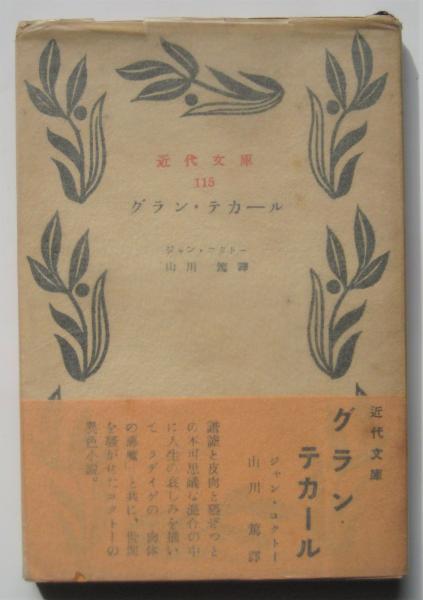 近代文庫
115
グラン・テカール
ジャン・コクトー
山川 篤譯
近代文庫
グラン・
テカール
ジャン・コクトー
山川 篤譯
諧謔と皮肉と惑ぜつと
の不可思議な混合の中
に人生の哀しみを描い
て、ラディゲの「肉体
の悪魔」と共に、世間
を騒がせたコクトーの
異色小説。